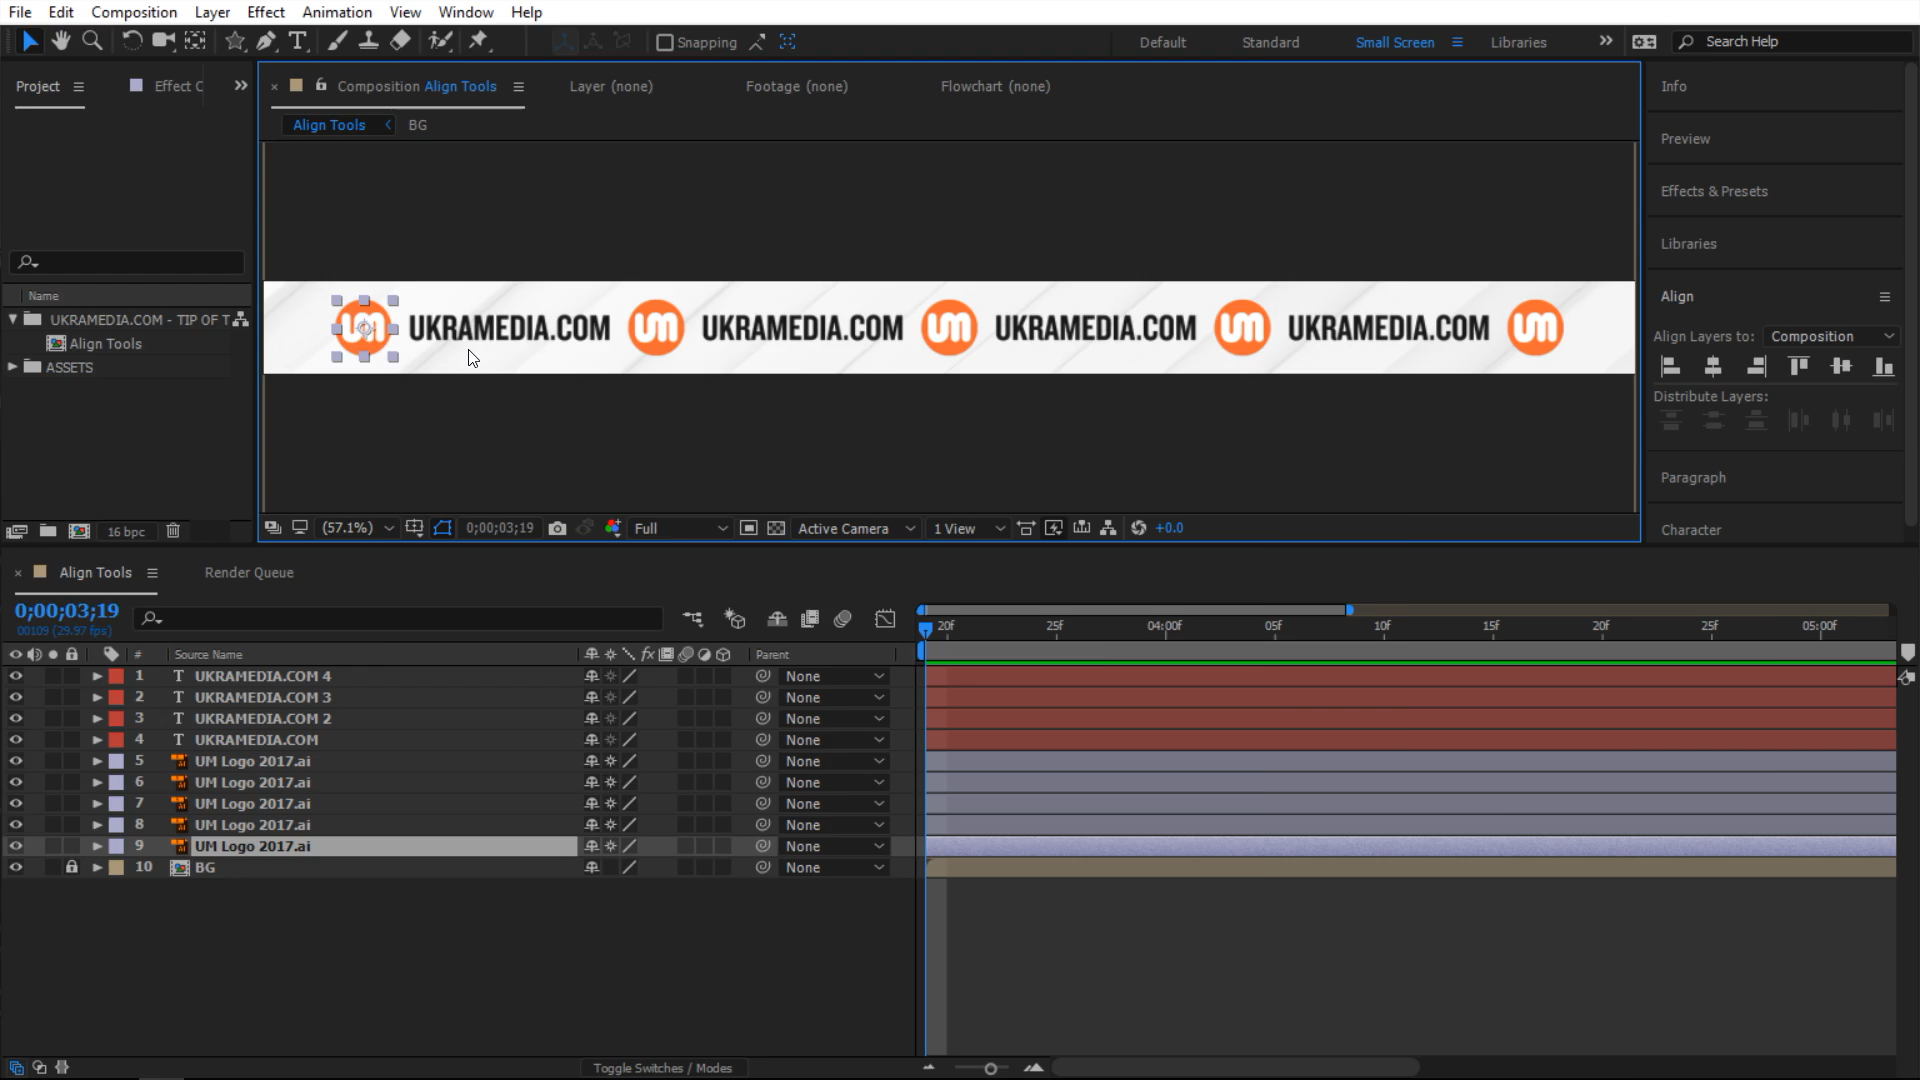 File Edit Composition Layer Effect Animation View Window Help
Snapping Default Standard Small Screen Libraries Search Help
Project Effect C Composition Align Tools Layer (none) Footage (none) Flowchart (none)
Align Tools BG
Info
Preview
Effects & Presets
Libraries
Align
Align Layers to: Composition
Distribute Layers:
Paragraph
Character
Name
UKRAMEDIA.COM - TIP OF T
Align Tools
ASSETS
um UKRAMEDIA.COM um UKRAMEDIA.COM um UKRAMEDIA.COM um UKRAMEDIA.COM um
16 bpc (57.1%) 0;00;03;19 Full Active Camera 1 View +0.0
Align Tools Render Queue
0;00;03;19
00109 (29.97 fps)
20f 25f 04:00f 05f 10f 15f 20f 25f 05:00f
# Source Name fx Parent
1 T UKRAMEDIA.COM 4 None
2 T UKRAMEDIA.COM 3 None
3 T UKRAMEDIA.COM 2 None
4 T UKRAMEDIA.COM None
5 UM Logo 2017.ai None
6 UM Logo 2017.ai None
7 UM Logo 2017.ai None
8 UM Logo 2017.ai None
9 UM Logo 2017.ai None
10 BG None
Toggle Switches / Modes